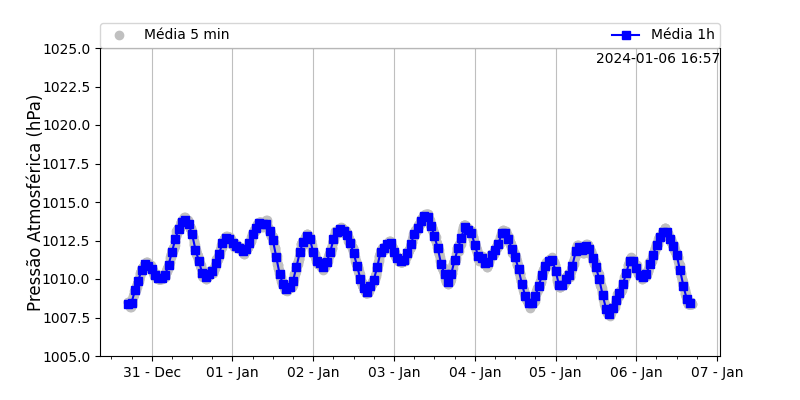 Média 5 min
Média 1h
2024-01-06 16:57
Pressão Atmosférica (hPa)
1025.0
1022.5
1020.0
1017.5
1015.0
1012.5
1010.0
1007.5
1005.0
31 - Dec
01 - Jan
02 - Jan
03 - Jan
04 - Jan
05 - Jan
06 - Jan
07 - Jan